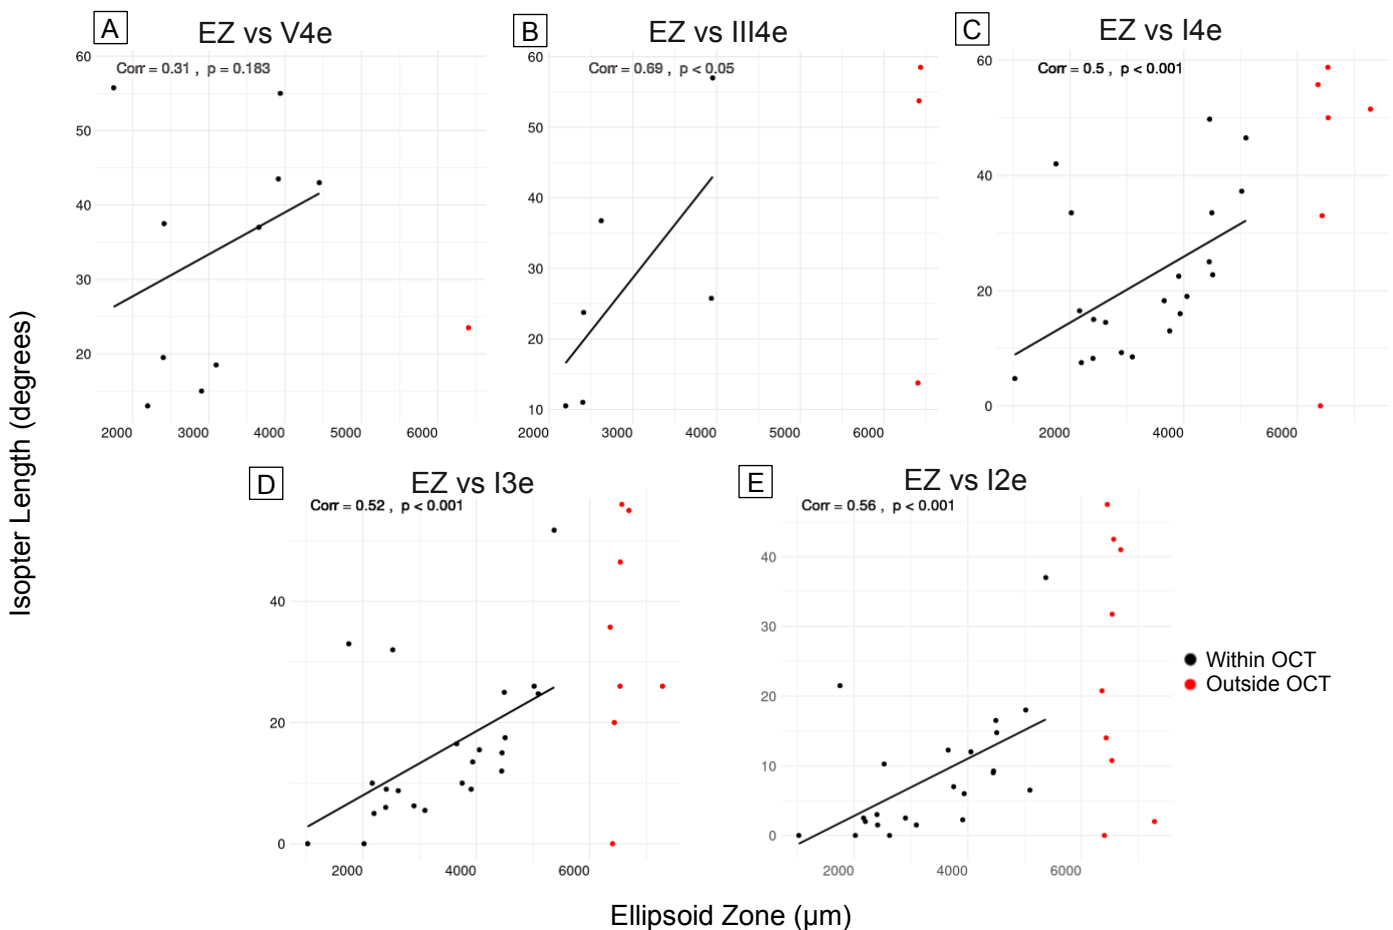 A
EZ vs V4e
Corr = 0.31 , p = 0.183
60
50
40
30
20
2000 3000 4000 5000 6000
B
EZ vs III4e
Corr = 0.69 , p < 0.05
60
50
40
30
20
10
2000 3000 4000 5000 6000
C
EZ vs I4e
Corr = 0.5 , p < 0.001
60
40
20
0
2000 4000 6000
D
EZ vs I3e
Corr = 0.52 , p < 0.001
40
20
0
2000 4000 6000
E
EZ vs I2e
Corr = 0.56 , p < 0.001
40
30
20
10
0
2000 4000 6000
Within OCT
Outside OCT
Isopter Length (degrees)
Ellipsoid Zone (μm)